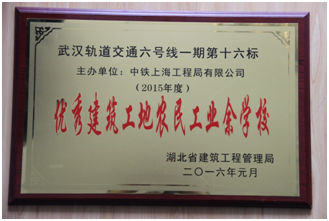 武汉轨道交通六号线一期第十六标
主办单位：中铁上海工程局有限公司
（2015年度）
优秀建筑工地农民工业余学校
湖北省建筑工程管理局
二〇一六年元月